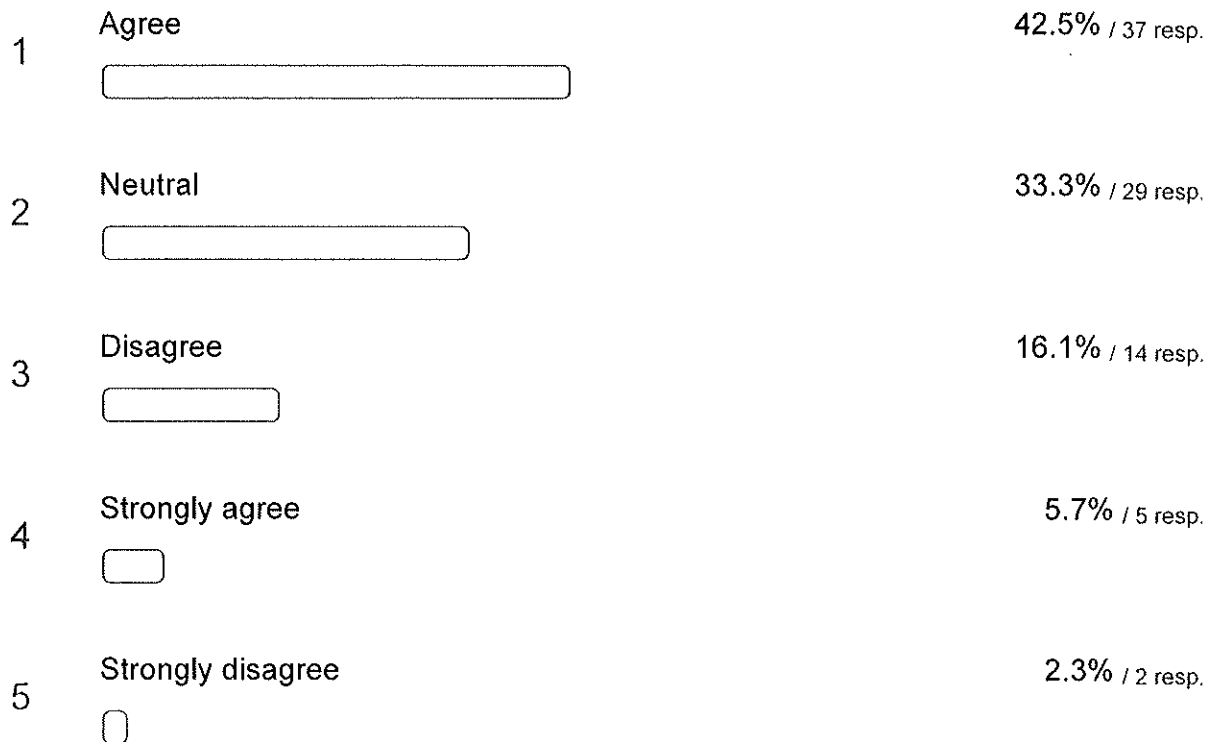 1 Agree 42.5% / 37 resp.
2 Neutral 33.3% / 29 resp.
3 Disagree 16.1% / 14 resp.
4 Strongly agree 5.7% / 5 resp.
5 Strongly disagree 2.3% / 2 resp.